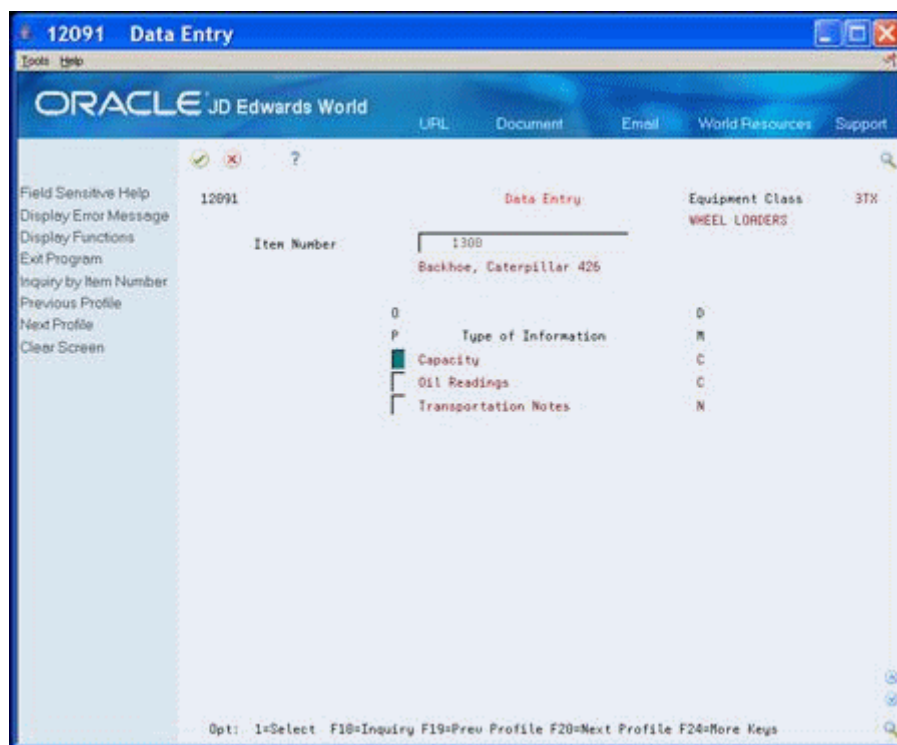 12091 Data Entry
Tools Help
ORACLE JD Edwards World
URL Document Email World Resources Support
?
Field Sensitive Help
Display Error Message
Display Functions
Exit Program
Inquiry by Item Number
Previous Profile
Next Profile
Clear Screen
12091 Data Entry Equipment Class 3TX
WHEEL LOADERS
Item Number 1300
Backhoe, Caterpillar 426
O D
P Type of Information M
Capacity C
Oil Readings C
Transportation Notes N
Opt: 1=Select F18=Inquiry F19=Prev Profile F20=Next Profile F24=More Keys